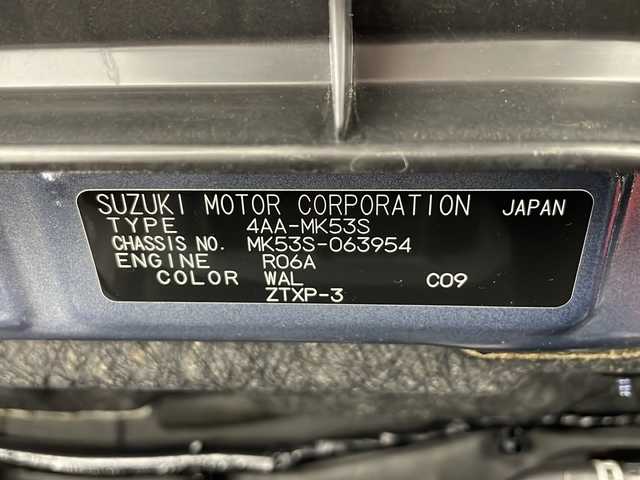 SUZUKI MOTOR CORPORATION JAPAN
TYPE 4AA-MK53S
CHASSIS NO. MK53S-063954
ENGINE R06A
COLOR WAL C09
ZTXP-3